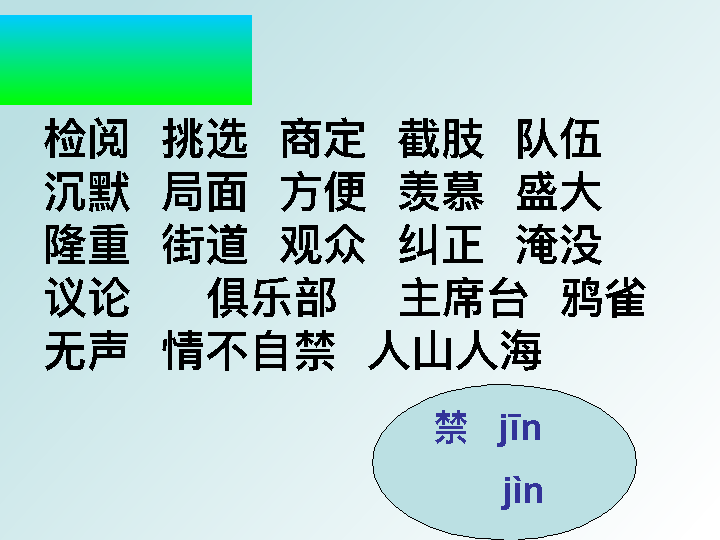 检阅 挑选 商定 截肢 队伍
沉默 局面 方便 羡慕 盛大
隆重 街道 观众 纠正 淹没
议论 俱乐部 主席台 鸦雀
无声 情不自禁 人山人海
禁 jīn
jìn